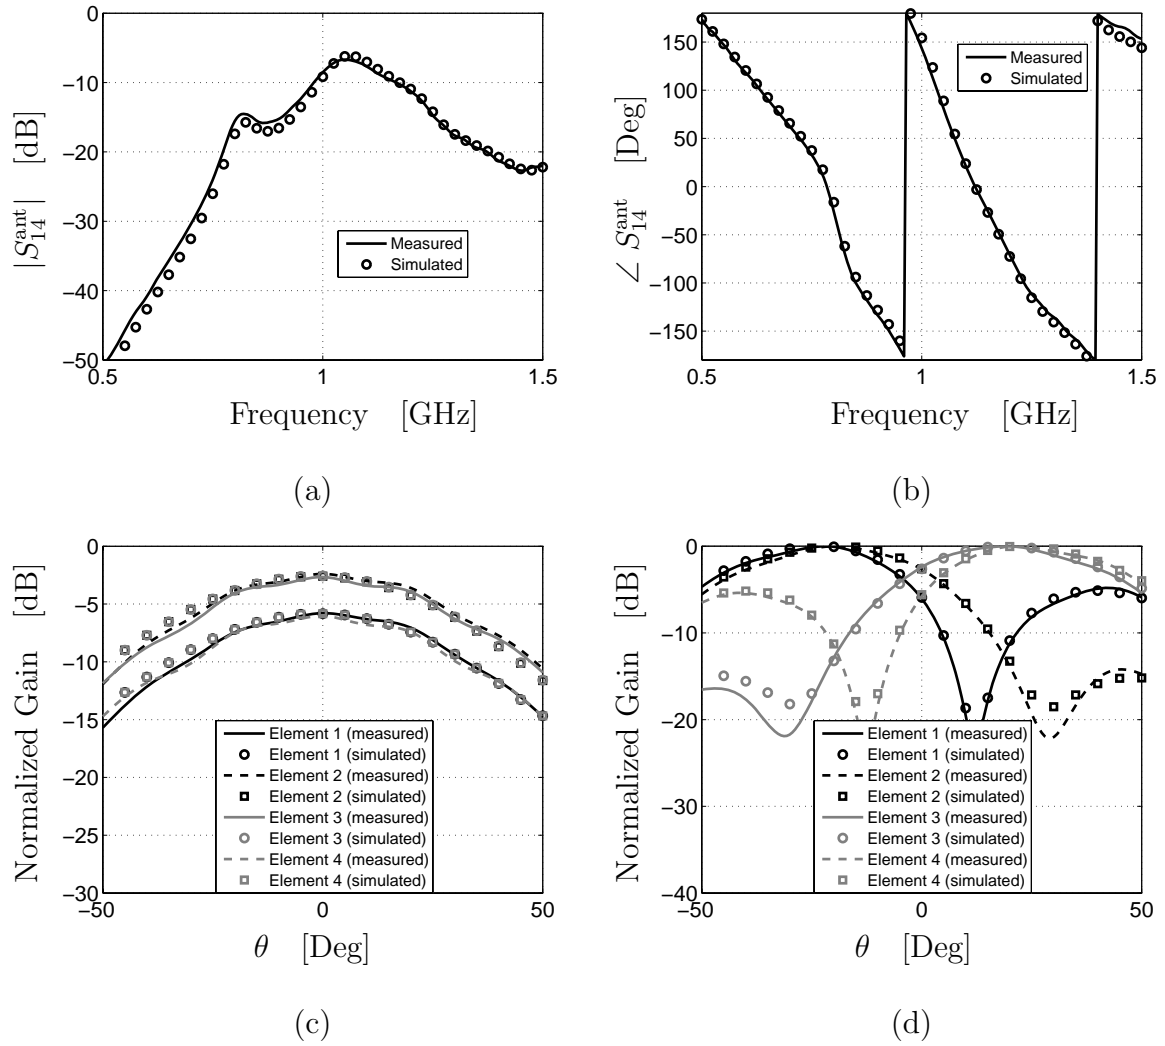 0
−10
−20
−30
−40
−50
0.5
1
1.5
|S14^ant| [dB]
Measured
Simulated
Frequency [GHz]
(a)
150
100
50
0
−50
−100
−150
0.5
1
1.5
∠ S14^ant [Deg]
Measured
Simulated
Frequency [GHz]
(b)
0
−5
−10
−15
−20
−25
−30
−50
0
50
Normalized Gain [dB]
Element 1 (measured)
Element 1 (simulated)
Element 2 (measured)
Element 2 (simulated)
Element 3 (measured)
Element 3 (simulated)
Element 4 (measured)
Element 4 (simulated)
θ [Deg]
(c)
0
−10
−20
−30
−40
−50
0
50
Normalized Gain [dB]
Element 1 (measured)
Element 1 (simulated)
Element 2 (measured)
Element 2 (simulated)
Element 3 (measured)
Element 3 (simulated)
Element 4 (measured)
Element 4 (simulated)
θ [Deg]
(d)